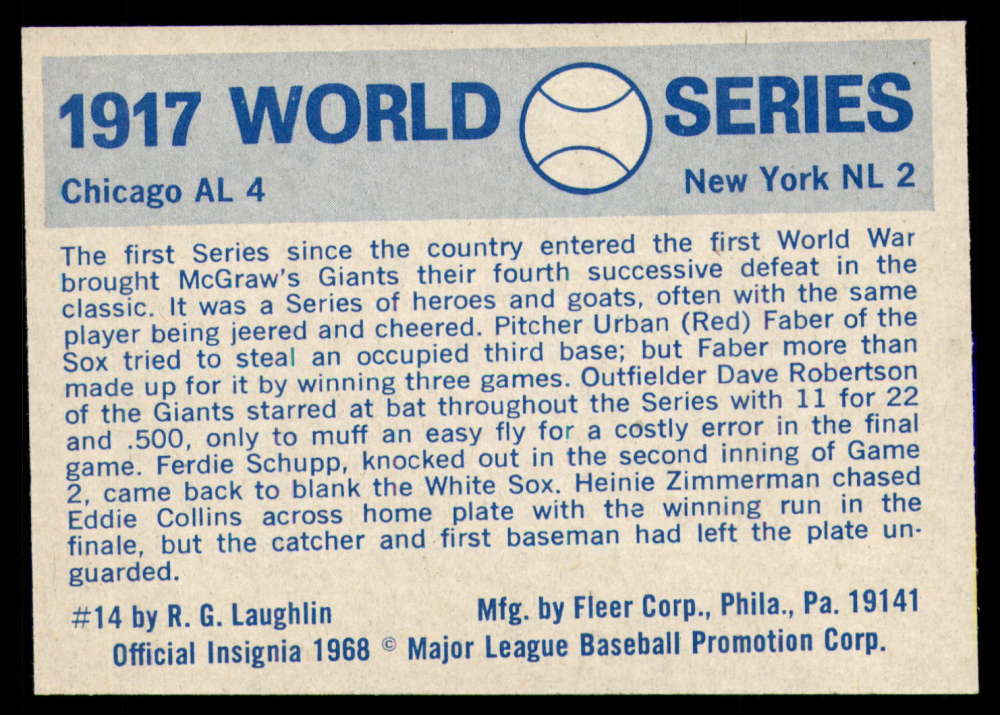 1917 WORLD SERIES
Chicago AL 4 New York NL 2
The first Series since the country entered the first World War
brought McGraw's Giants their fourth successive defeat in the
classic. It was a Series of heroes and goats, often with the same
player being jeered and cheered. Pitcher Urban (Red) Faber of the
Sox tried to steal an occupied third base; but Faber more than
made up for it by winning three games. Outfielder Dave Robertson
of the Giants starred at bat throughout the Series with 11 for 22
and .500, only to muff an easy fly for a costly error in the final
game. Ferdie Schupp, knocked out in the second inning of Game
2, came back to blank the White Sox. Heinie Zimmerman chased
Eddie Collins across home plate with the winning run in the
finale, but the catcher and first baseman had left the plate un-
guarded.
#14 by R. G. Laughlin Mfg. by Fleer Corp., Phila., Pa. 19141
Official Insignia 1968 © Major League Baseball Promotion Corp.